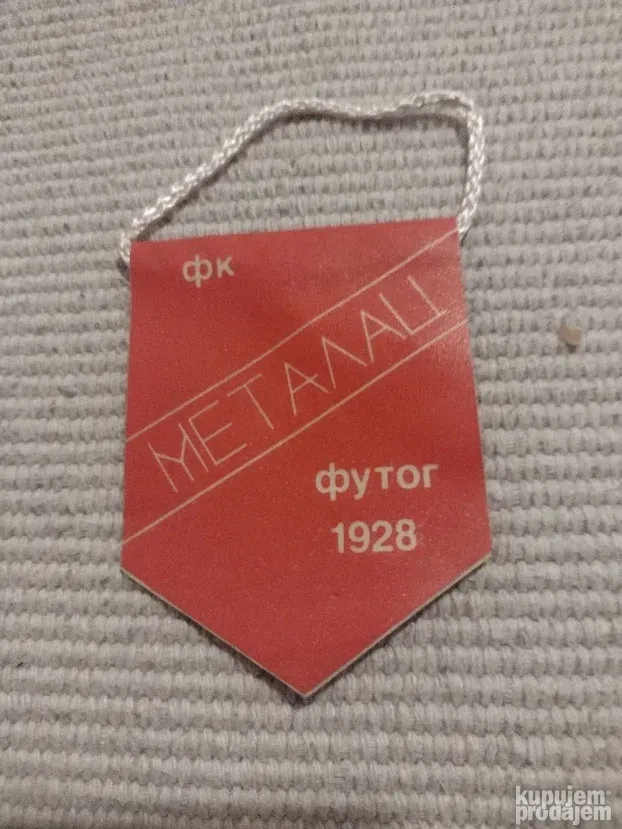 фк
МЕТАЛАЦ
футог
1928
kupujem
prodajem